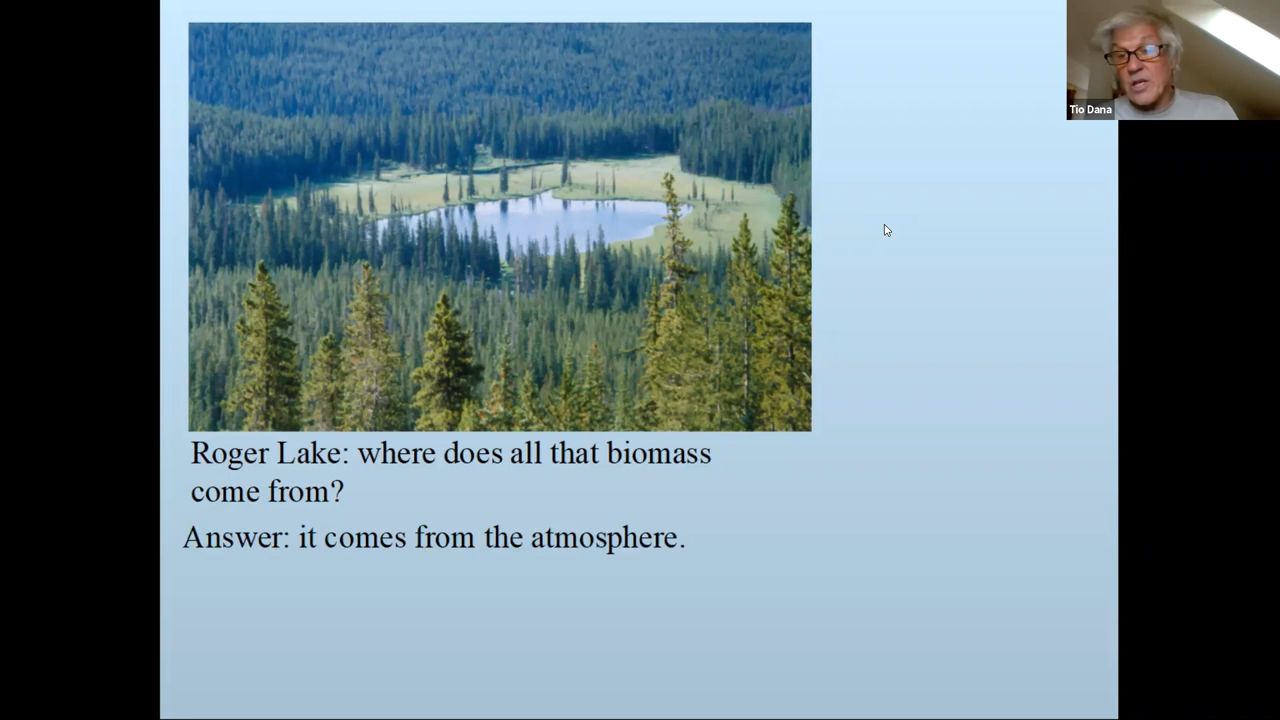 Tio Dana
Roger Lake: where does all that biomass
come from?
Answer: it comes from the atmosphere.